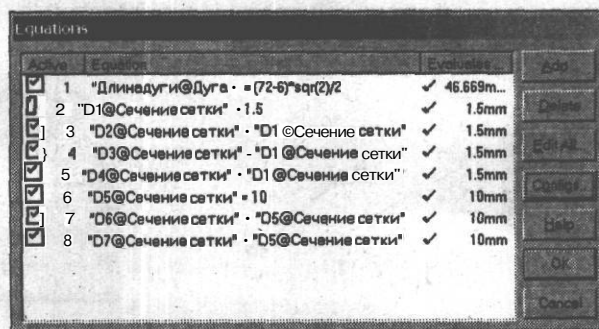 Equations
Active Equation Evaluates...
1 "Длинадуги@Дуга · = (72-6)*sqr(2)/2 ✓ 46.669m...
2 "D1@Сечение сетки" · 1.5 ✓ 1.5mm
3 "D2@Сечение сетки" · "D1 ©Сечение сетки" ✓ 1.5mm
4 "D3@Сечение сетки" - "D1@Сечение сетки" ✓ 1.5mm
5 "D4@Сечение сетки" · "D1@Сечение сетки" ✓ 1.5mm
6 "D5@Сечение сетки" = 10 ✓ 10mm
7 "D6@Сечение сетки" · "D5@Сечение сетки" ✓ 10mm
8 "D7@Сечение сетки" · "D5@Сечение сетки" ✓ 10mm
Add
Delete
Edit All...
Configs...
Help
OK
Cancel